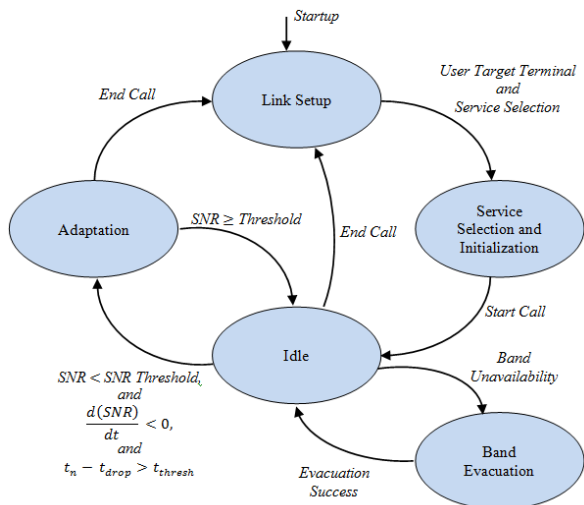 Startup
Link Setup
User Target Terminal
and
Service Selection
End Call
Adaptation
SNR ≥ Threshold
End Call
Service
Selection and
Initialization
Start Call
Idle
Band
Unavailability
SNR < SNR Threshold,
and
d(SNR)/dt < 0,
and
tₙ − t_drop > t_thresh
Evacuation
Success
Band
Evacuation